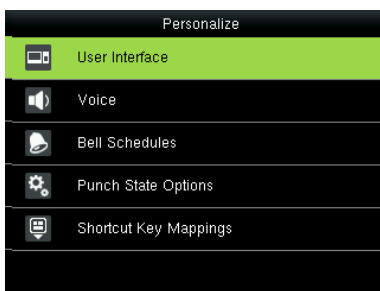 Personalize
User Interface
Voice
Bell Schedules
Punch State Options
Shortcut Key Mappings